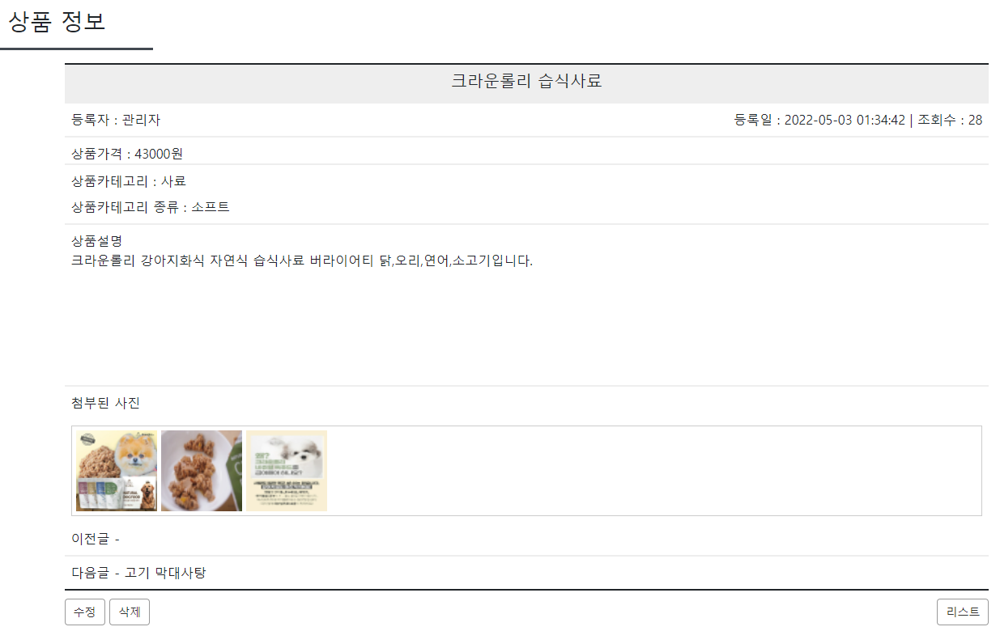 상품 정보
크라운롤리 습식사료
등록자 : 관리자
등록일 : 2022-05-03 01:34:42 | 조회수 : 28
상품가격 : 43000원
상품카테고리 : 사료
상품카테고리 종류 : 소프트
상품설명
크라운롤리 강아지화식 자연식 습식사료 버라이어티 닭,오리,연어,소고기입니다.
첨부된 사진
NATURAL
왜?
이전글 -
다음글 - 고기 막대사탕
수정 삭제 리스트